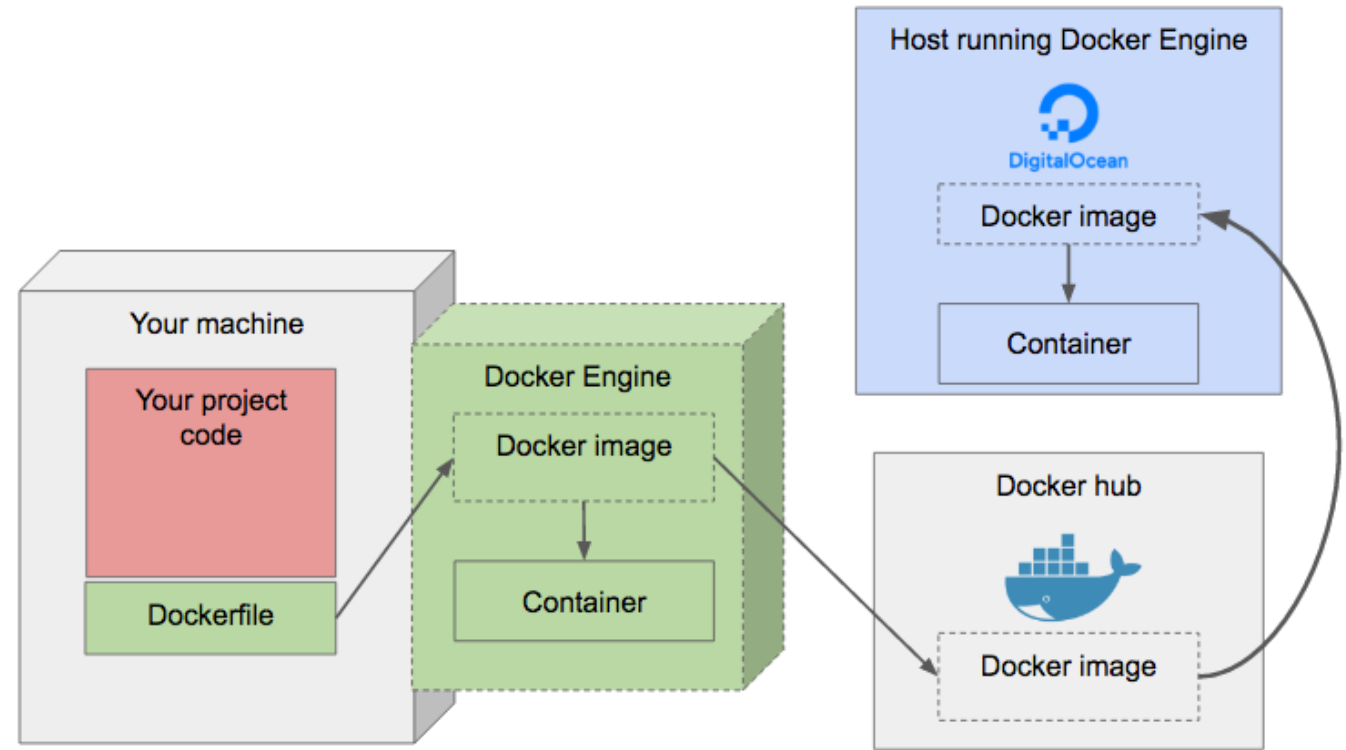 Host running Docker Engine
DigitalOcean
Docker image
Container
Your machine
Your project
code
Dockerfile
Docker Engine
Docker image
Container
Docker hub
Docker image